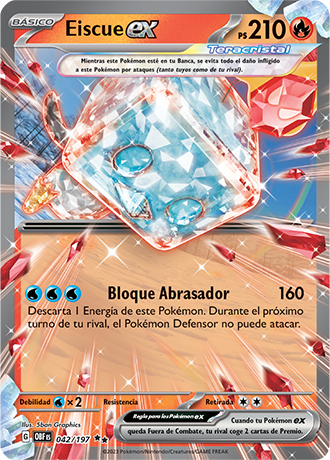 BÁSICO Eiscue ex PS 210
Teracristal
Mientras este Pokémon esté en tu Banca, se evita todo el daño infligido
a este Pokémon por ataques (tanto tuyos como de tu rival).
Bloque Abrasador 160
Descarta 1 Energía de este Pokémon. Durante el próximo
turno de tu rival, el Pokémon Defensor no puede atacar.
Debilidad ×2 Resistencia Retirada
Ilus. 5ban Graphics
Regla para los Pokémon ex
Cuando tu Pokémon ex
G OBF ES 042/197
queda Fuera de Combate, tu rival coge 2 cartas de Premio.
©2023 Pokémon/Nintendo/Creatures/GAME FREAK